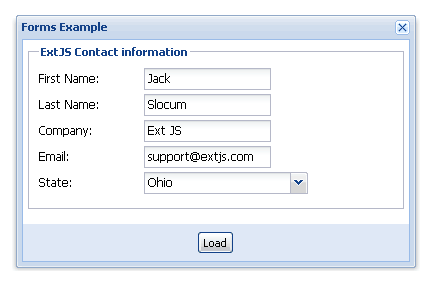 Forms Example
ExtJS Contact information
First Name: Jack
Last Name: Slocum
Company: Ext JS
Email: support@extjs.com
State: Ohio
Load